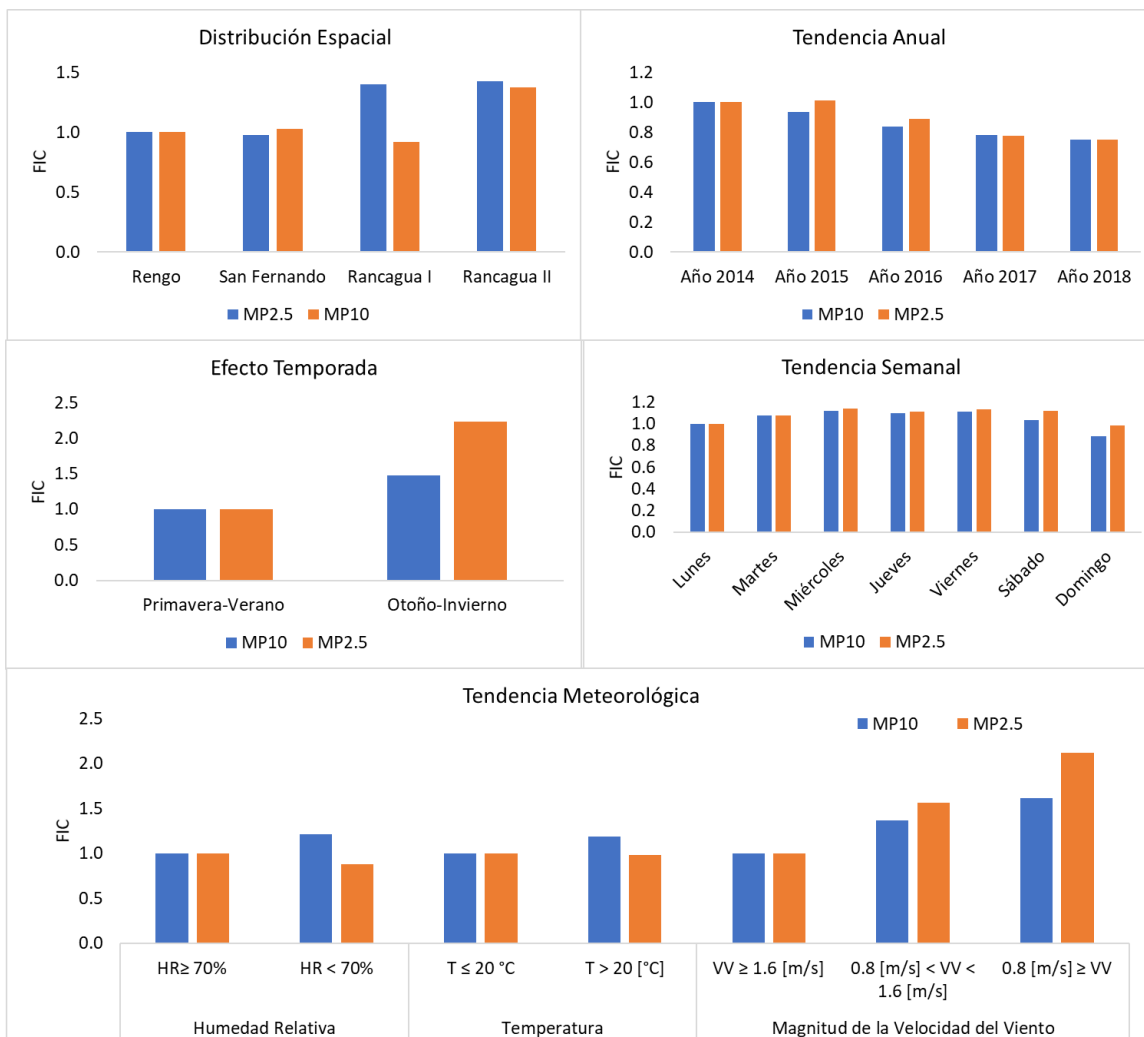 Distribución Espacial
1.5
1.0
0.5
0.0
FIC
Rengo San Fernando Rancagua I Rancagua II
MP2.5 MP10
Tendencia Anual
1.2
1.0
0.8
0.6
0.4
0.2
0.0
FIC
Año 2014 Año 2015 Año 2016 Año 2017 Año 2018
MP10 MP2.5
Efecto Temporada
2.5
2.0
1.5
1.0
0.5
0.0
FIC
Primavera-Verano Otoño-Invierno
MP10 MP2.5
Tendencia Semanal
1.2
1.0
0.8
0.6
0.4
0.2
0.0
FIC
Lunes Martes Miércoles Jueves Viernes Sábado Domingo
MP10 MP2.5
Tendencia Meteorológica
MP10 MP2.5
2.5
2.0
1.5
1.0
0.5
0.0
FIC
HR≥ 70% HR < 70% T ≤ 20 °C T > 20 [°C] VV ≥ 1.6 [m/s] 0.8 [m/s] < VV < 0.8 [m/s] ≥ VV
1.6 [m/s]
Humedad Relativa Temperatura Magnitud de la Velocidad del Viento